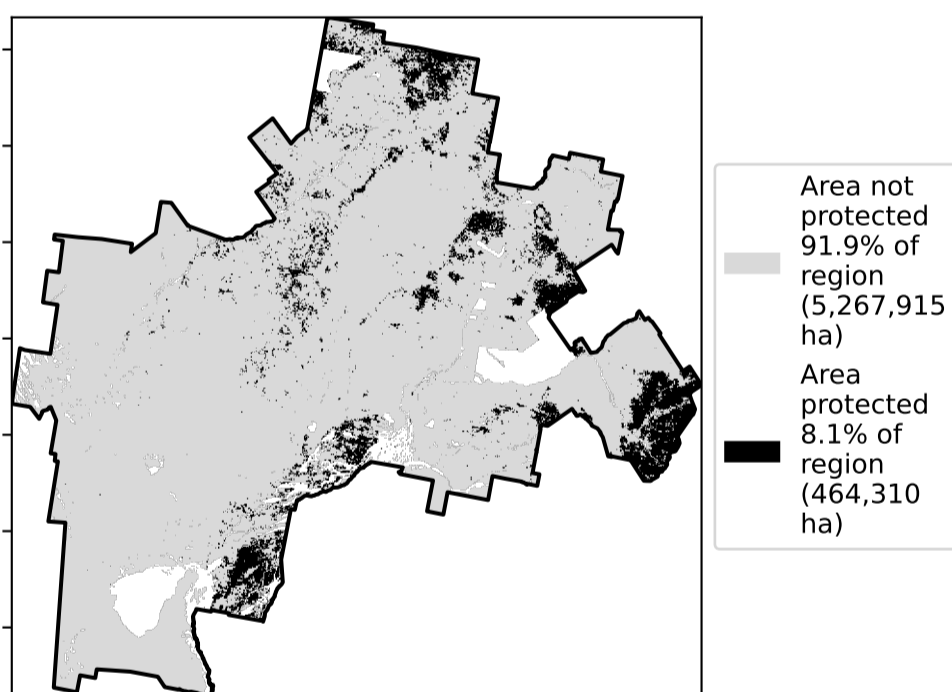 Area not
protected
91.9% of
region
(5,267,915
ha)
Area
protected
8.1% of
region
(464,310
ha)